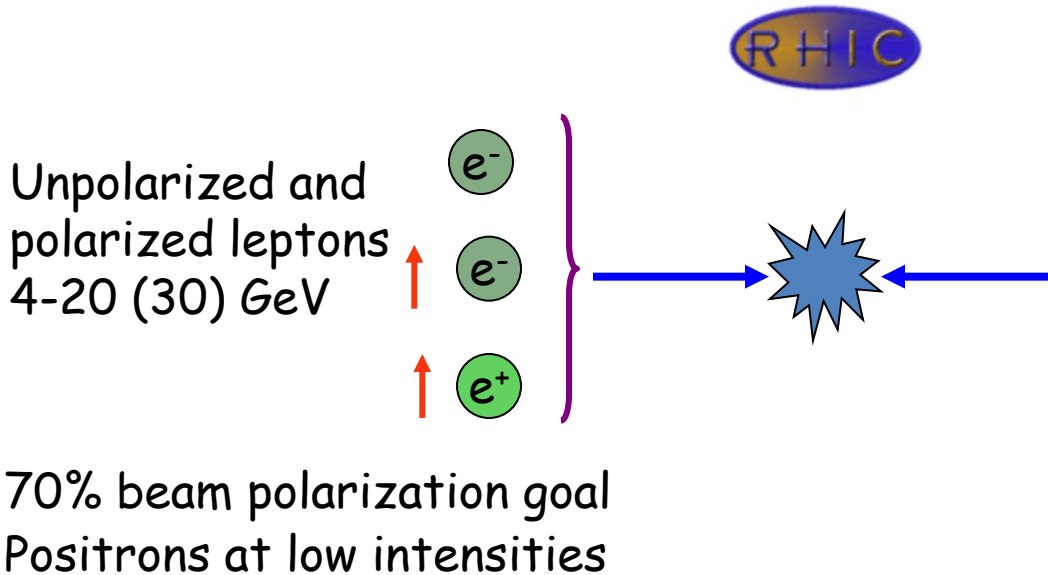 RHIC
e-
Unpolarized and
polarized leptons
4-20 (30) GeV
e-
e+
70% beam polarization goal
Positrons at low intensities